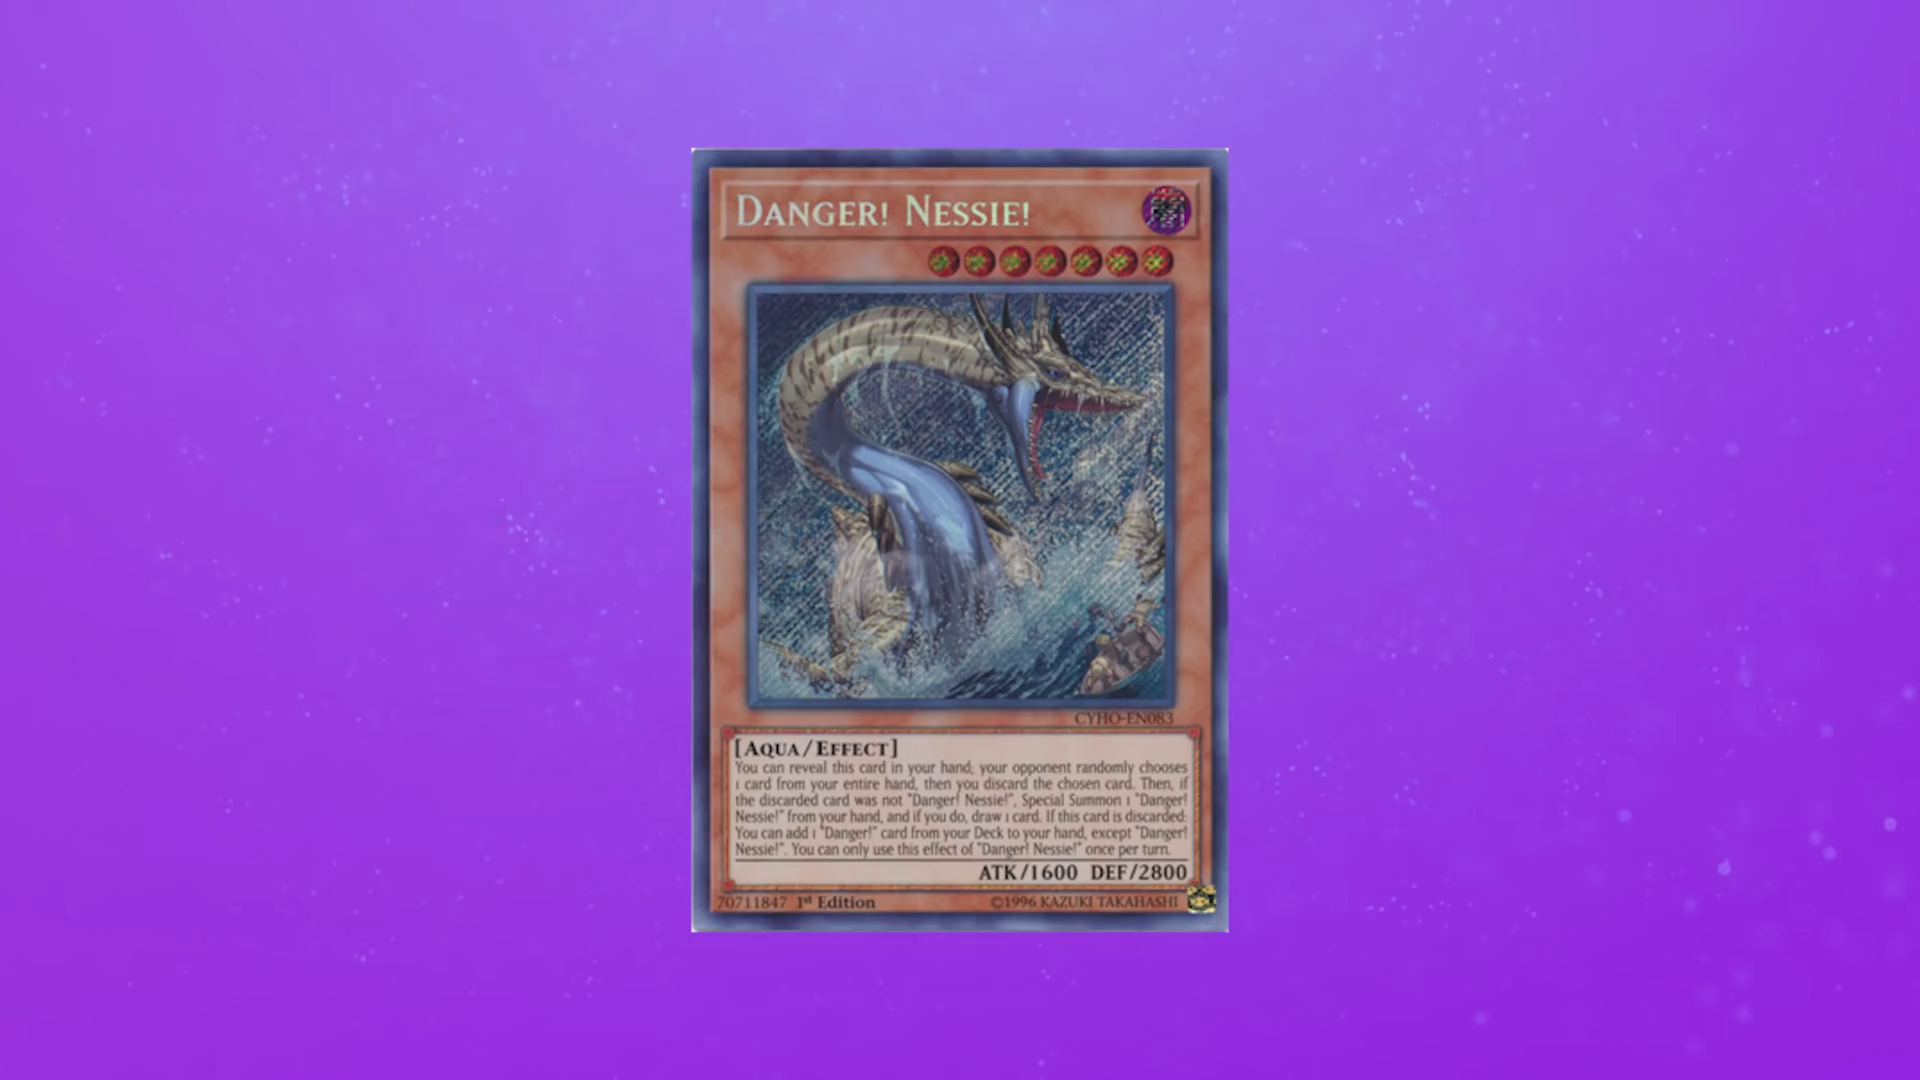 DANGER! NESSIE!
CYHO-EN083
[AQUA/EFFECT]
You can reveal this card in your hand; your opponent randomly chooses
1 card from your entire hand, then you discard the chosen card. Then, if
the discarded card was not "Danger! Nessie!", Special Summon 1 "Danger!
Nessie!" from your hand, and if you do, draw 1 card. If this card is discarded:
You can add 1 "Danger!" card from your Deck to your hand, except "Danger!
Nessie!". You can only use this effect of "Danger! Nessie!" once per turn.
ATK/1600 DEF/2800
70711847 1st Edition ©1996 KAZUKI TAKAHASHI